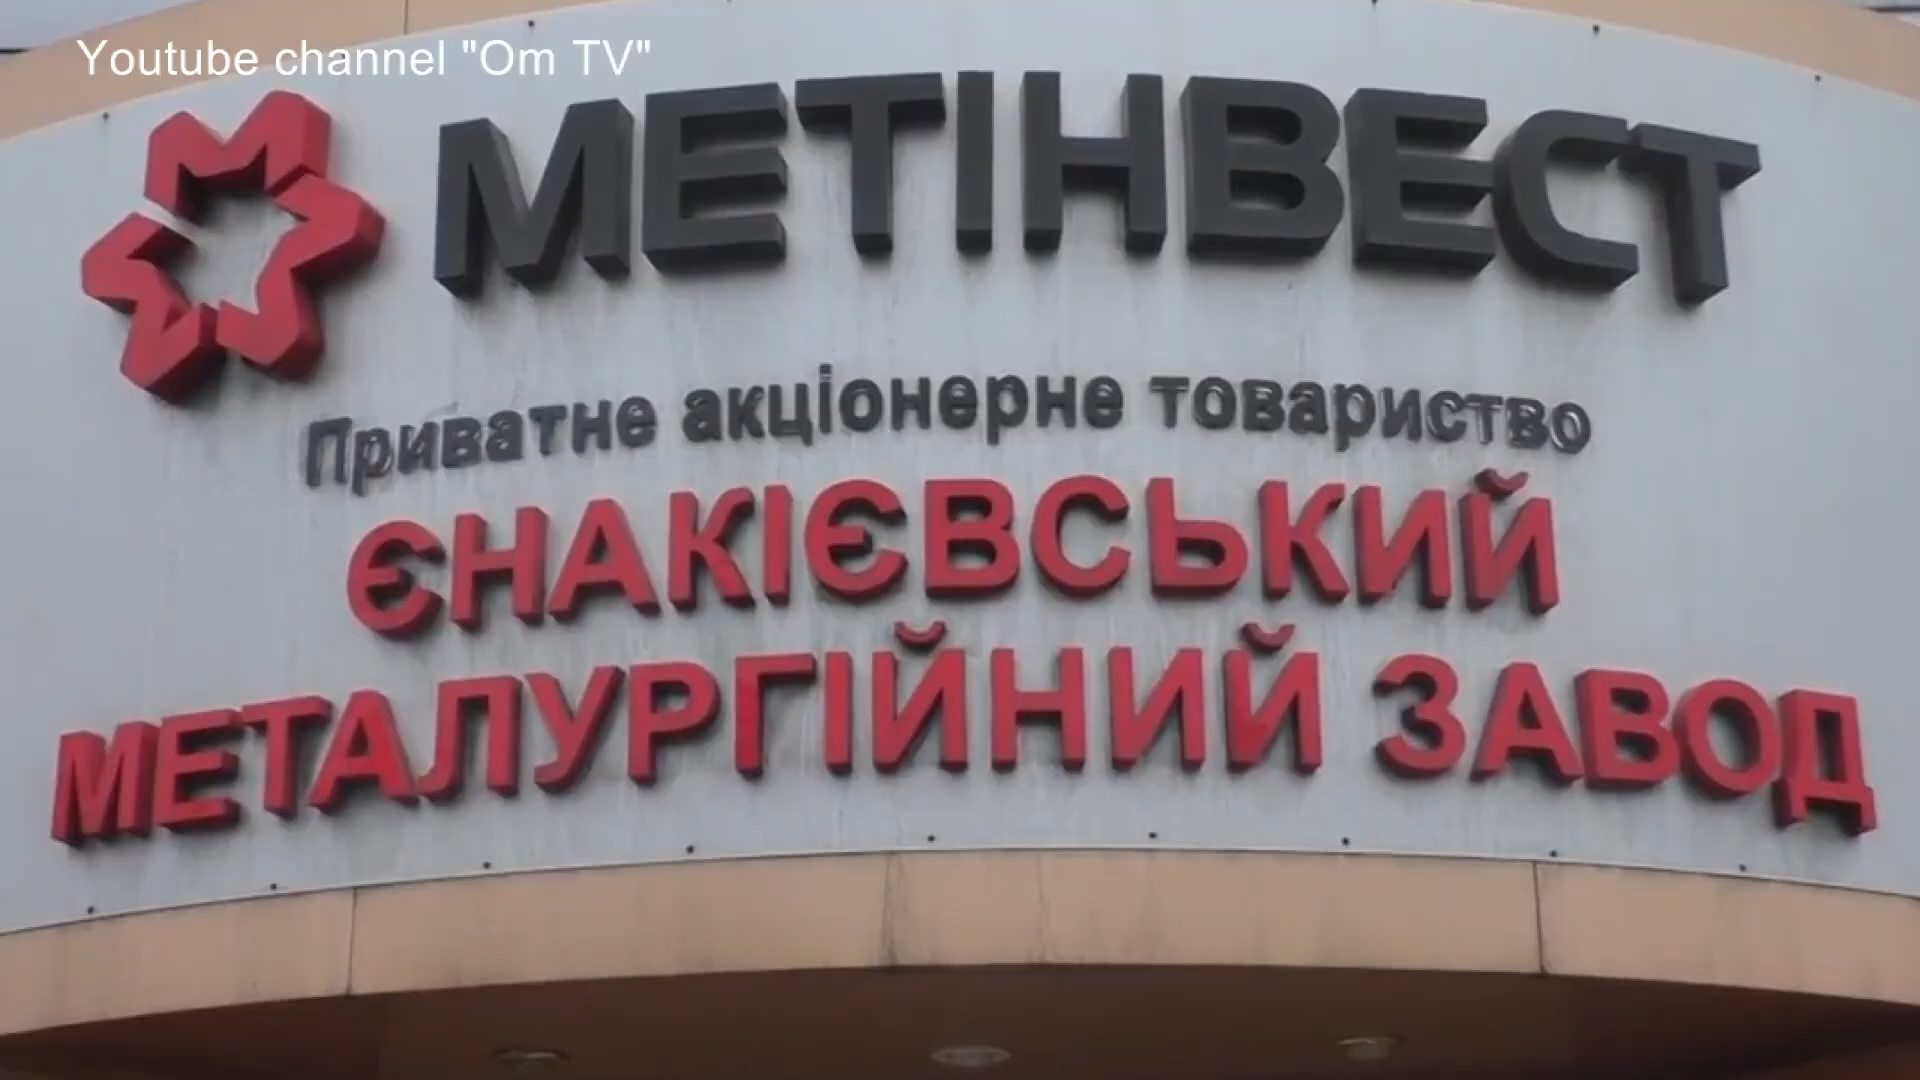 Youtube channel "Om TV"
МЕТІНВЕСТ
Приватне акціонерне товариство
ЄНАКІЄВСЬКИЙ
МЕТАЛУРГІЙНИЙ ЗАВОД